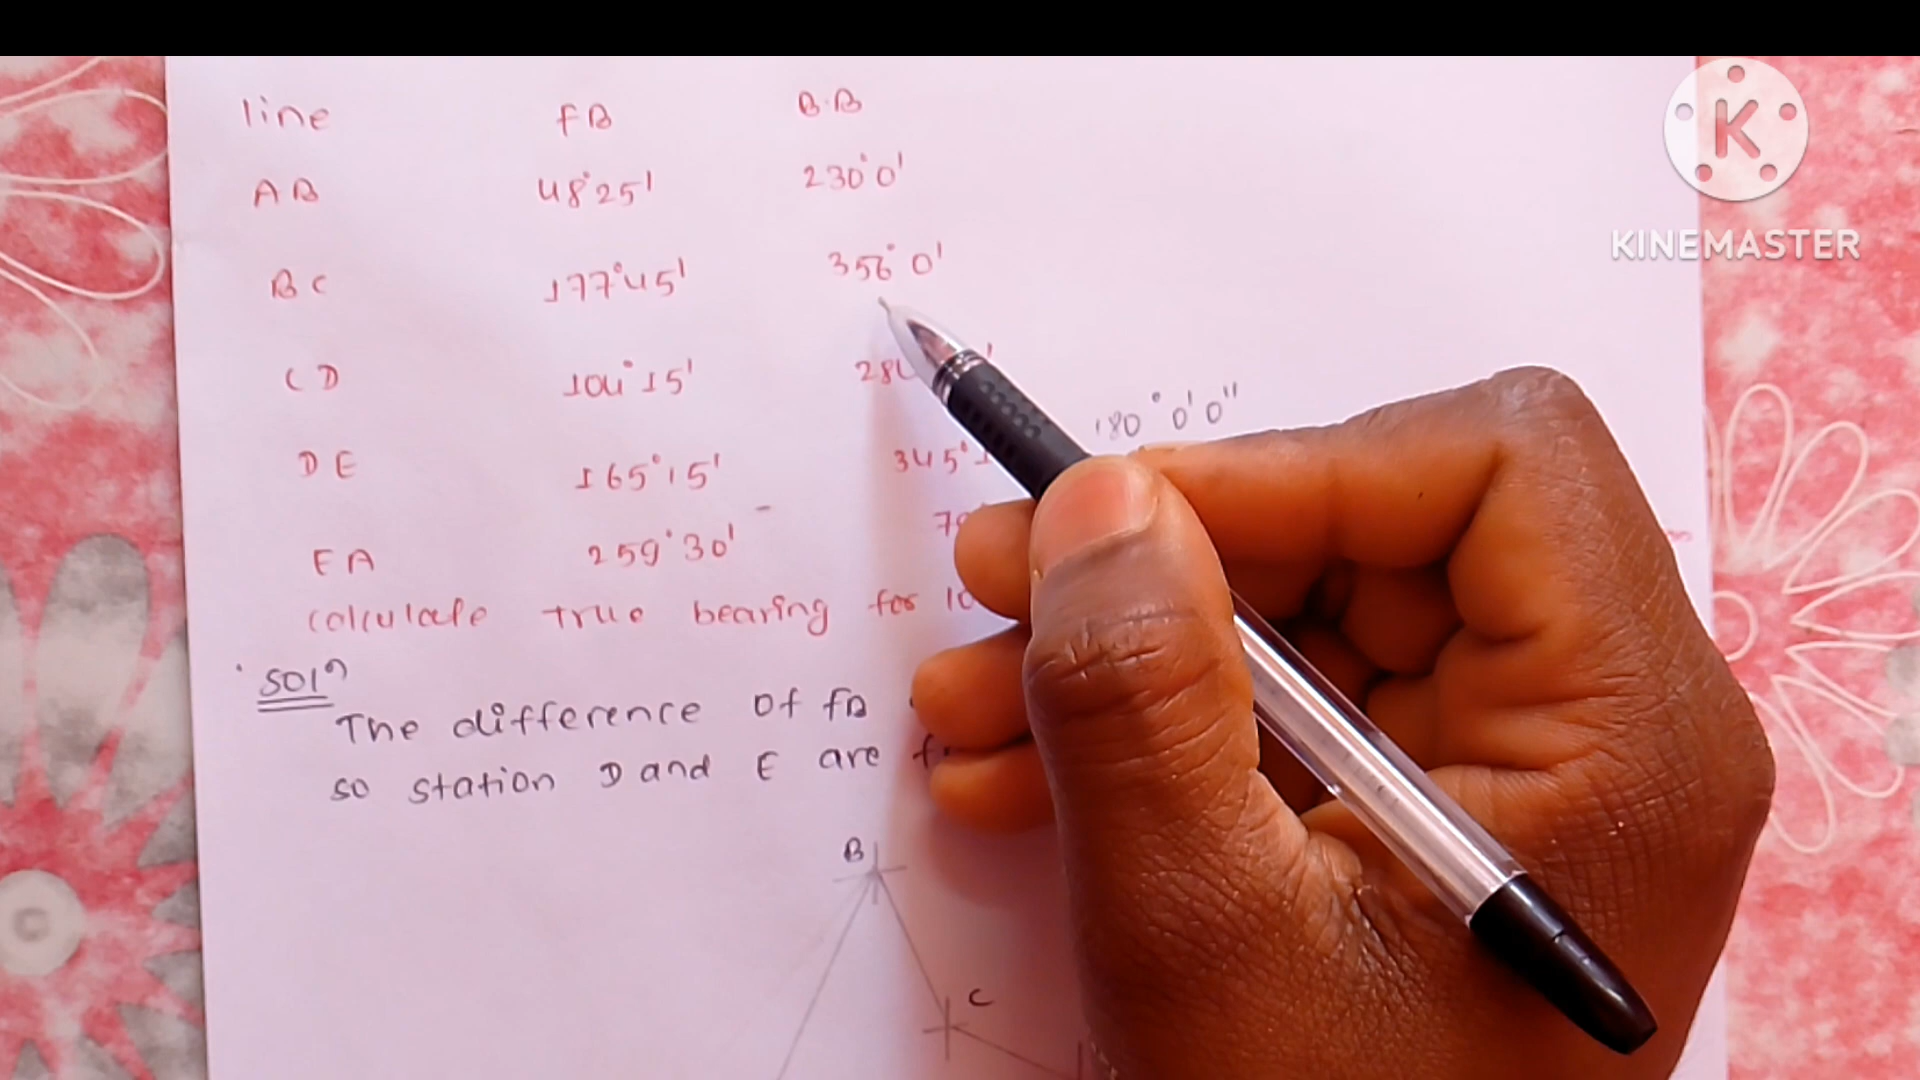 line FB B.B
AB 48°25' 230°0'
BC 177°45' 356°0'
CD 104°15'
DE 165°15' 345°
EA 259°30'
180°0'0"
calculate true bearing for
Solⁿ
The difference of FB
so station D and E are
B
C
K
KINEMASTER